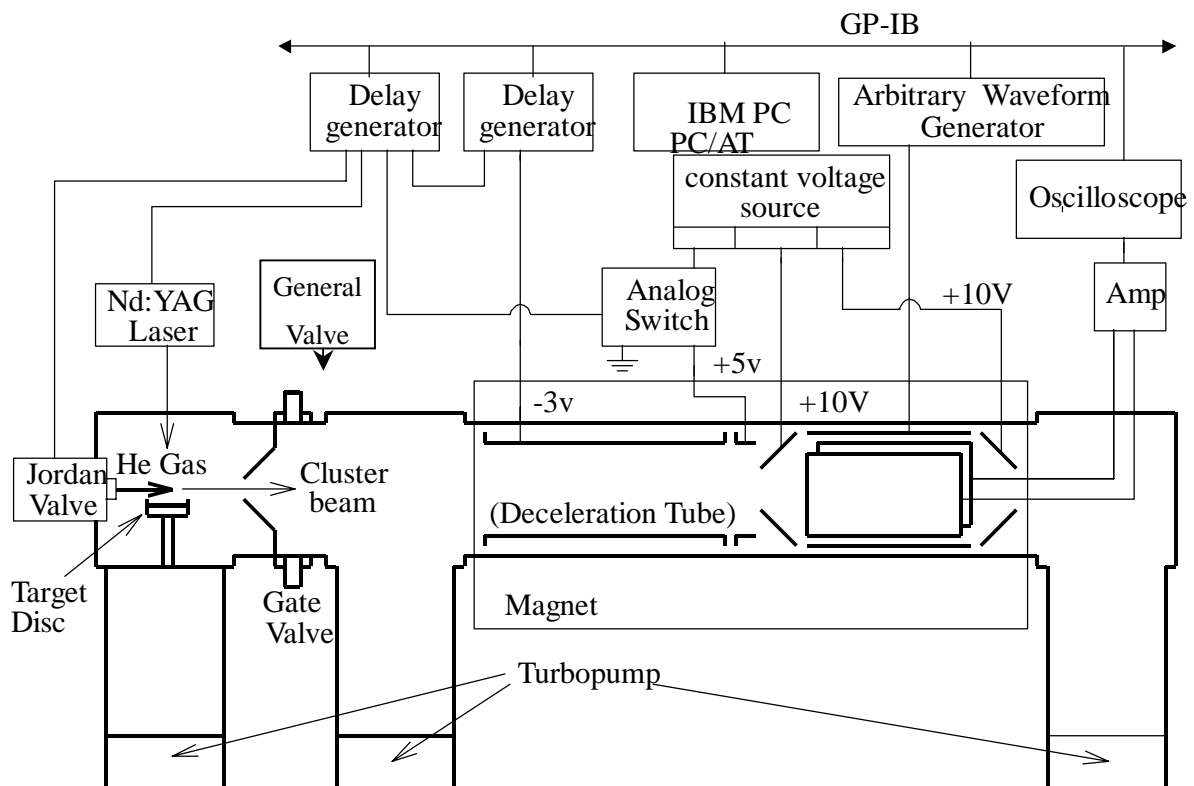 GP-IB
Delay
generator
Delay
generator
IBM PC
PC/AT
Arbitrary Waveform
Generator
constant voltage
source
Oscilloscope
Nd:YAG
Laser
General
Valve
Analog
Switch
+10V
Amp
+5v
-3v
+10V
Jordan
Valve
He Gas
Cluster
beam
(Deceleration Tube)
Target
Disc
Gate
Valve
Magnet
Turbopump